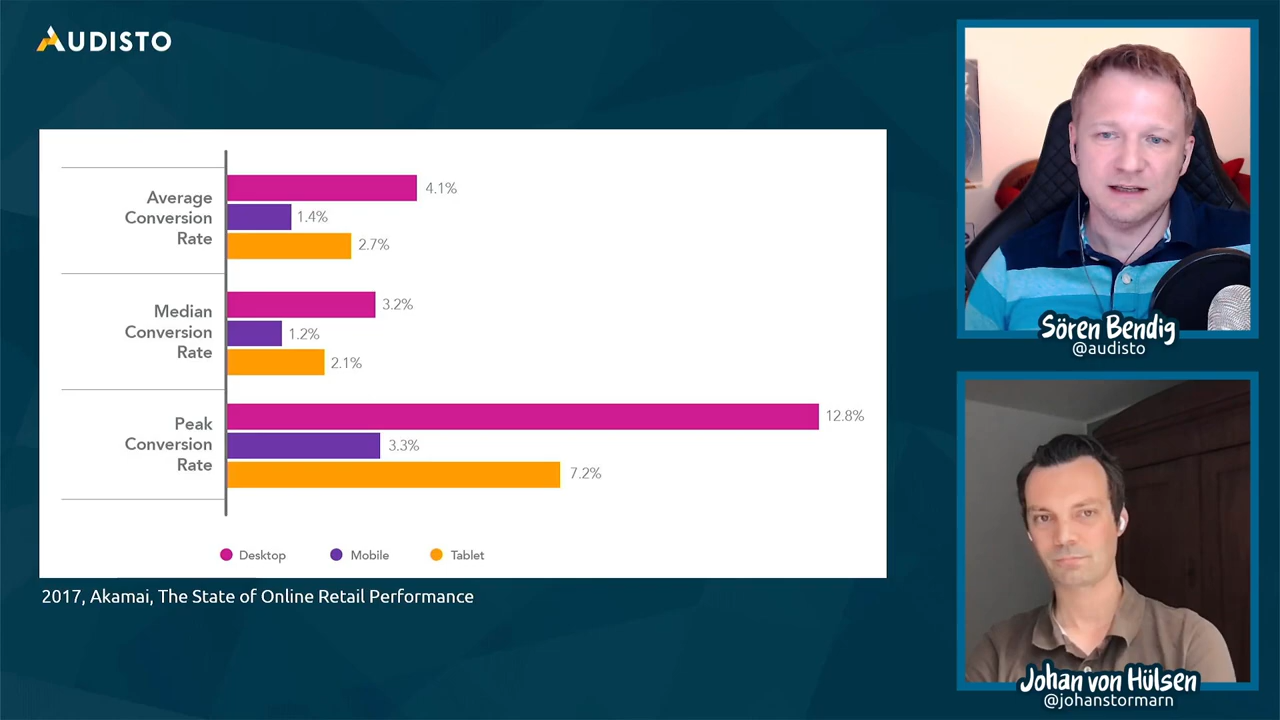 AUDISTO
Average
Conversion
Rate
4.1%
1.4%
2.7%
Median
Conversion
Rate
3.2%
1.2%
2.1%
Peak
Conversion
Rate
12.8%
3.3%
7.2%
Desktop
Mobile
Tablet
2017, Akamai, The State of Online Retail Performance
Sören Bendig
@audisto
Johan von Hülsen
@johanstormarn